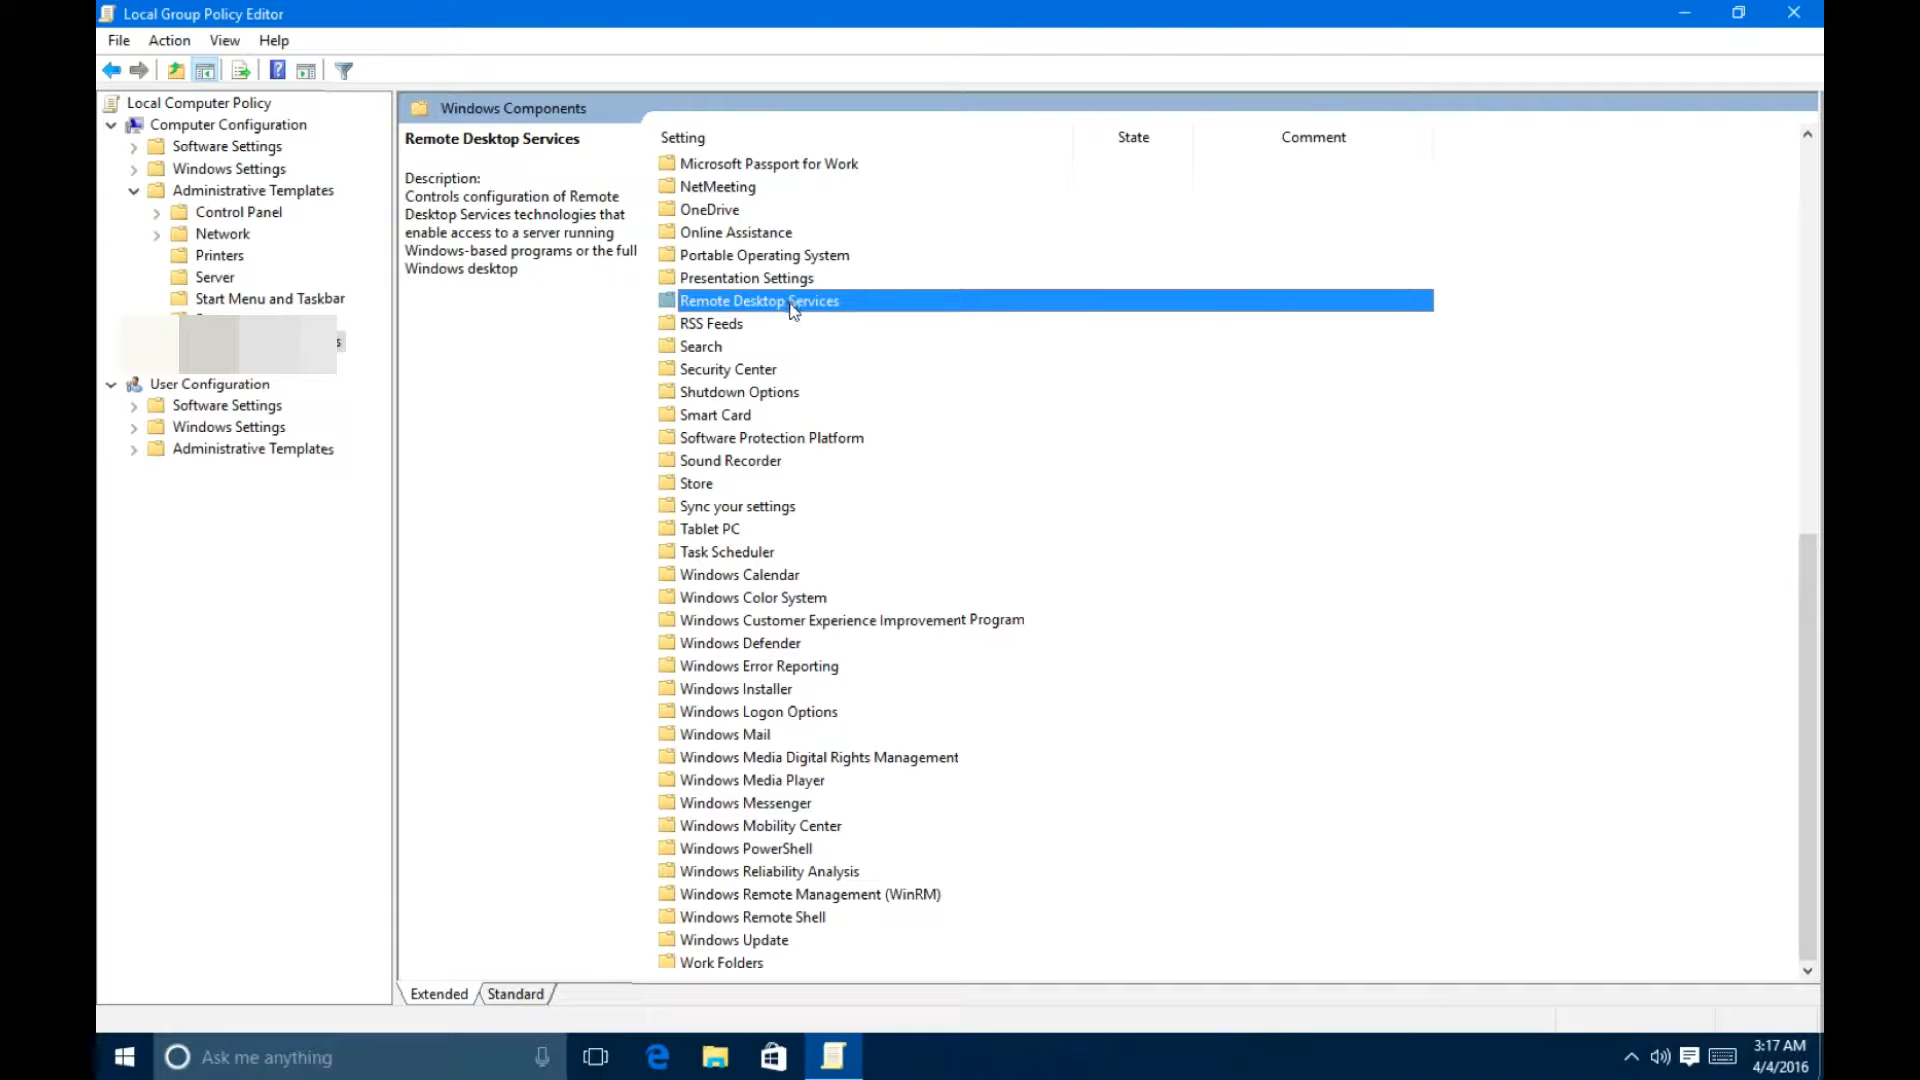 Local Group Policy Editor
File Action View Help
Local Computer Policy
Computer Configuration
Software Settings
Windows Settings
Administrative Templates
Control Panel
Network
Printers
Server
Start Menu and Taskbar
s
User Configuration
Software Settings
Windows Settings
Administrative Templates
Windows Components
Remote Desktop Services
Description:
Controls configuration of Remote
Desktop Services technologies that
enable access to a server running
Windows-based programs or the full
Windows desktop
Setting State Comment
Microsoft Passport for Work
NetMeeting
OneDrive
Online Assistance
Portable Operating System
Presentation Settings
Remote Desktop Services
RSS Feeds
Search
Security Center
Shutdown Options
Smart Card
Software Protection Platform
Sound Recorder
Store
Sync your settings
Tablet PC
Task Scheduler
Windows Calendar
Windows Color System
Windows Customer Experience Improvement Program
Windows Defender
Windows Error Reporting
Windows Installer
Windows Logon Options
Windows Mail
Windows Media Digital Rights Management
Windows Media Player
Windows Messenger
Windows Mobility Center
Windows PowerShell
Windows Reliability Analysis
Windows Remote Management (WinRM)
Windows Remote Shell
Windows Update
Work Folders
Extended Standard
Ask me anything
3:17 AM
4/4/2016